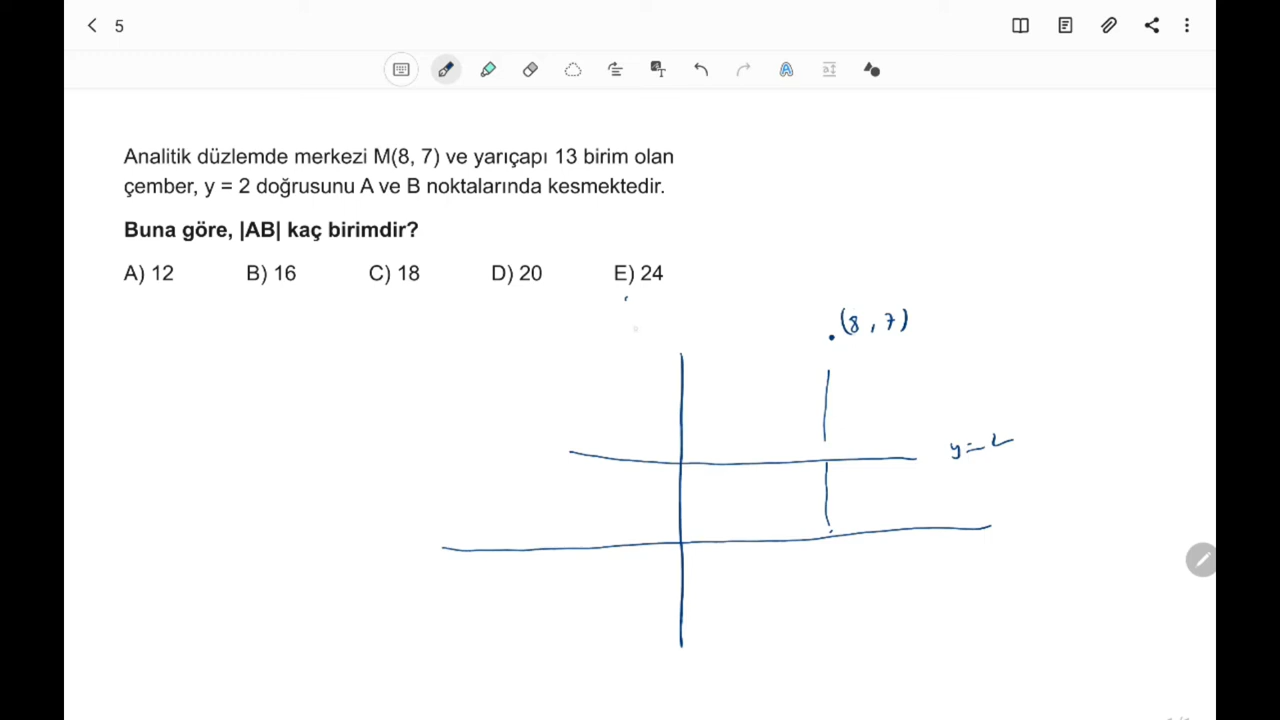 5
Analitik düzlemde merkezi M(8, 7) ve yarıçapı 13 birim olan
çember, y = 2 doğrusunu A ve B noktalarında kesmektedir.
Buna göre, |AB| kaç birimdir?
A) 12 B) 16 C) 18 D) 20 E) 24
(8, 7)
y=2